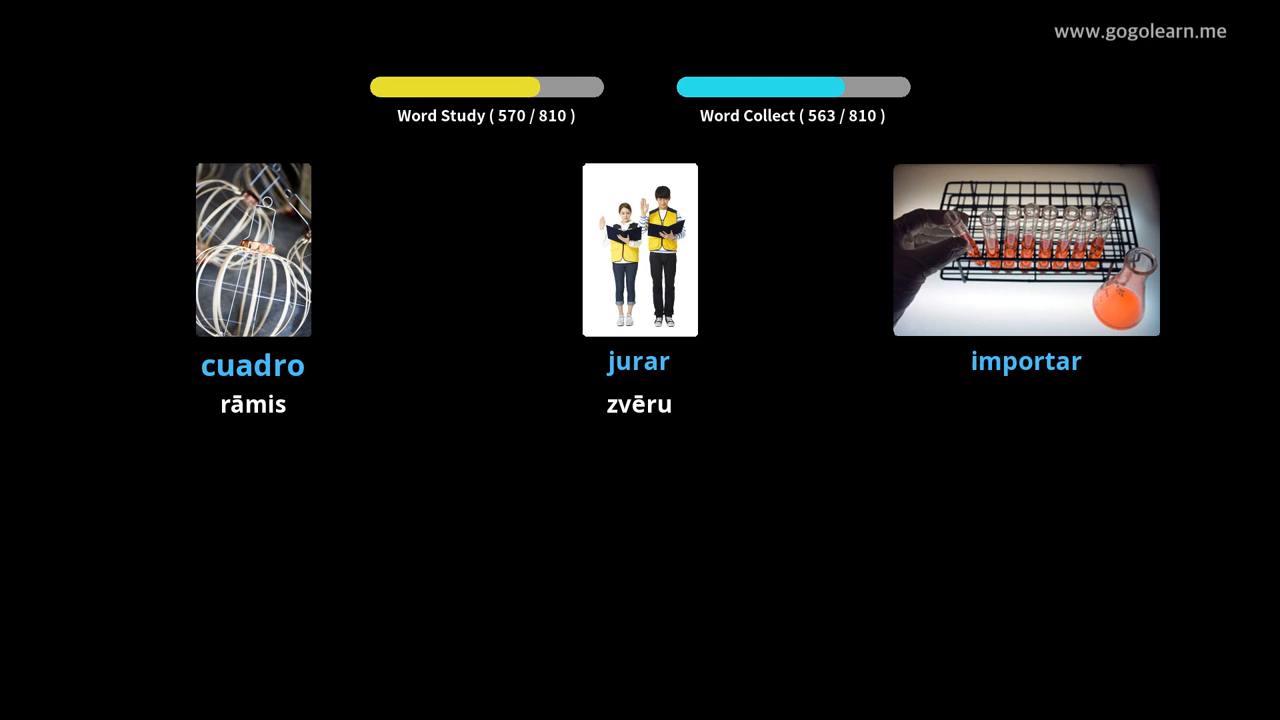 www.gogolearn.me
Word Study ( 570 / 810 )
Word Collect ( 563 / 810 )
cuadro
jurar
importar
rāmis
zvēru